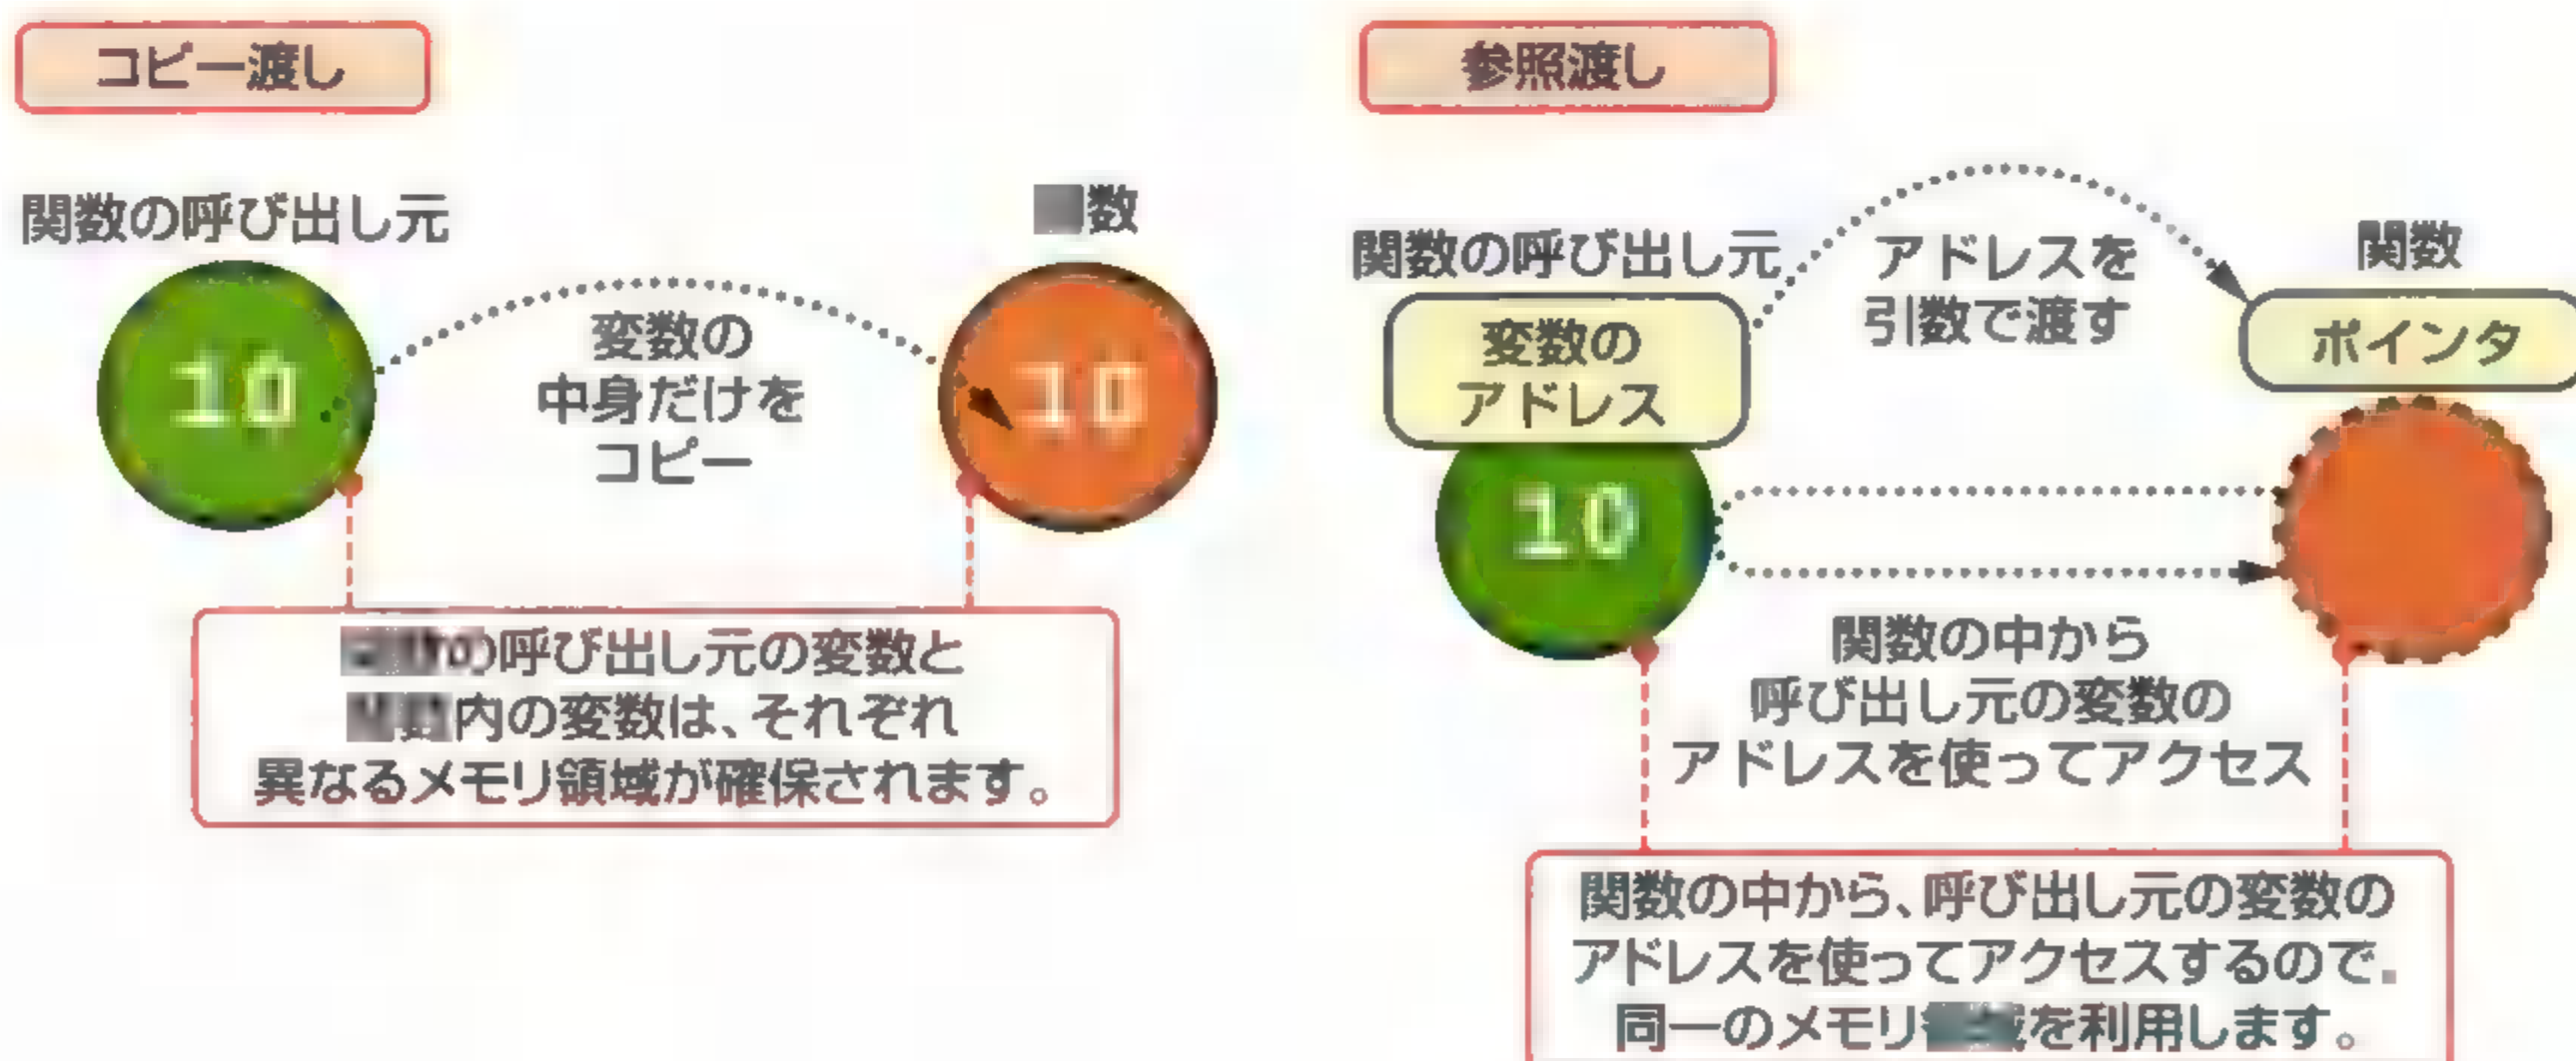 コピー渡し
関数の呼び出し元
数
10
変数の
中身だけを
コピー
10
の呼び出し元の変数と
内の変数は、それぞれ
異なるメモリ領域が確保されます。
参照渡し
関数の呼び出し元
変数の
アドレス
アドレスを
引数で渡す
関数
ポインタ
10
関数の中から
呼び出し元の変数の
アドレスを使ってアクセス
関数の中から、呼び出し元の変数の
アドレスを使ってアクセスするので、
同一のメモリ を利用します。